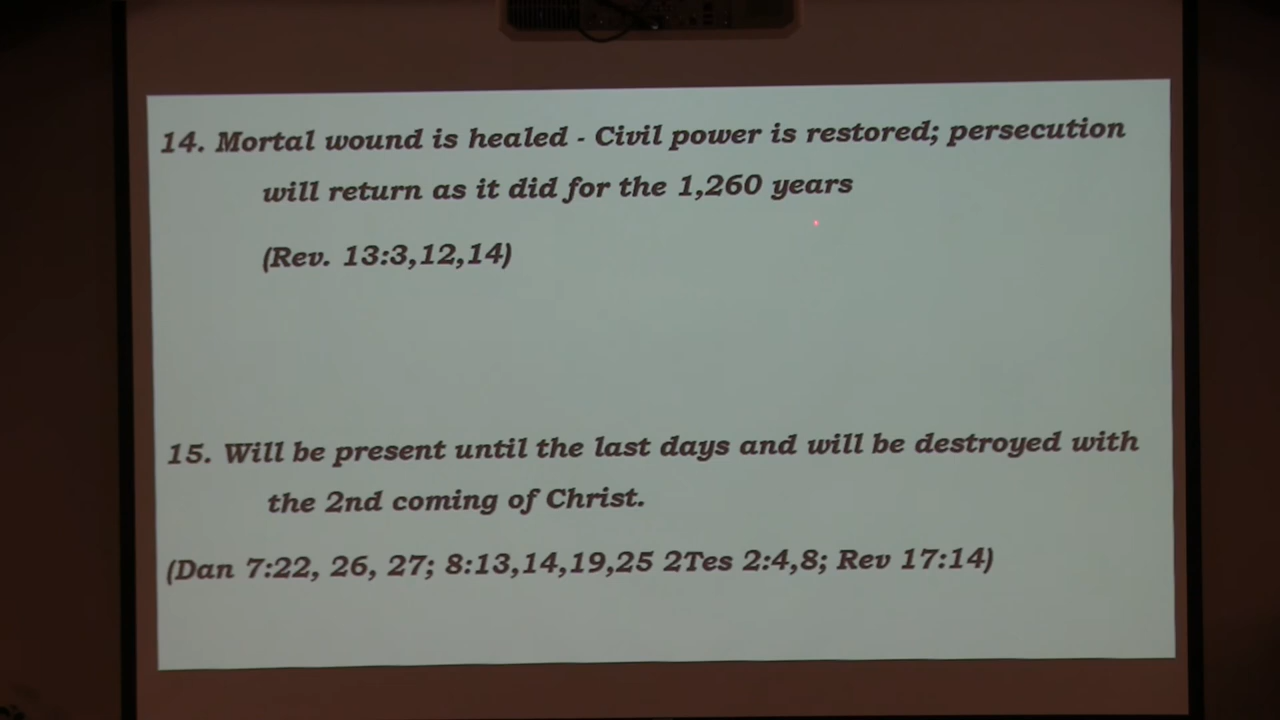 14. Mortal wound is healed - Civil power is restored; persecution
will return as it did for the 1,260 years
(Rev. 13:3,12,14)
15. Will be present until the last days and will be destroyed with
the 2nd coming of Christ.
(Dan 7:22, 26, 27; 8:13,14,19,25 2Tes 2:4,8; Rev 17:14)